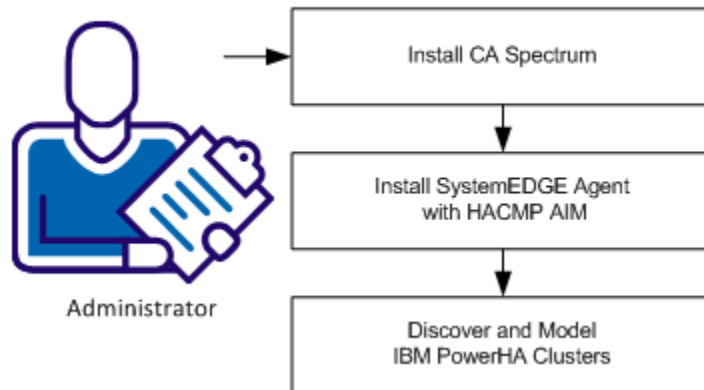 Install CA Spectrum
Install SystemEDGE Agent
with HACMP AIM
Administrator
Discover and Model
IBM PowerHA Clusters